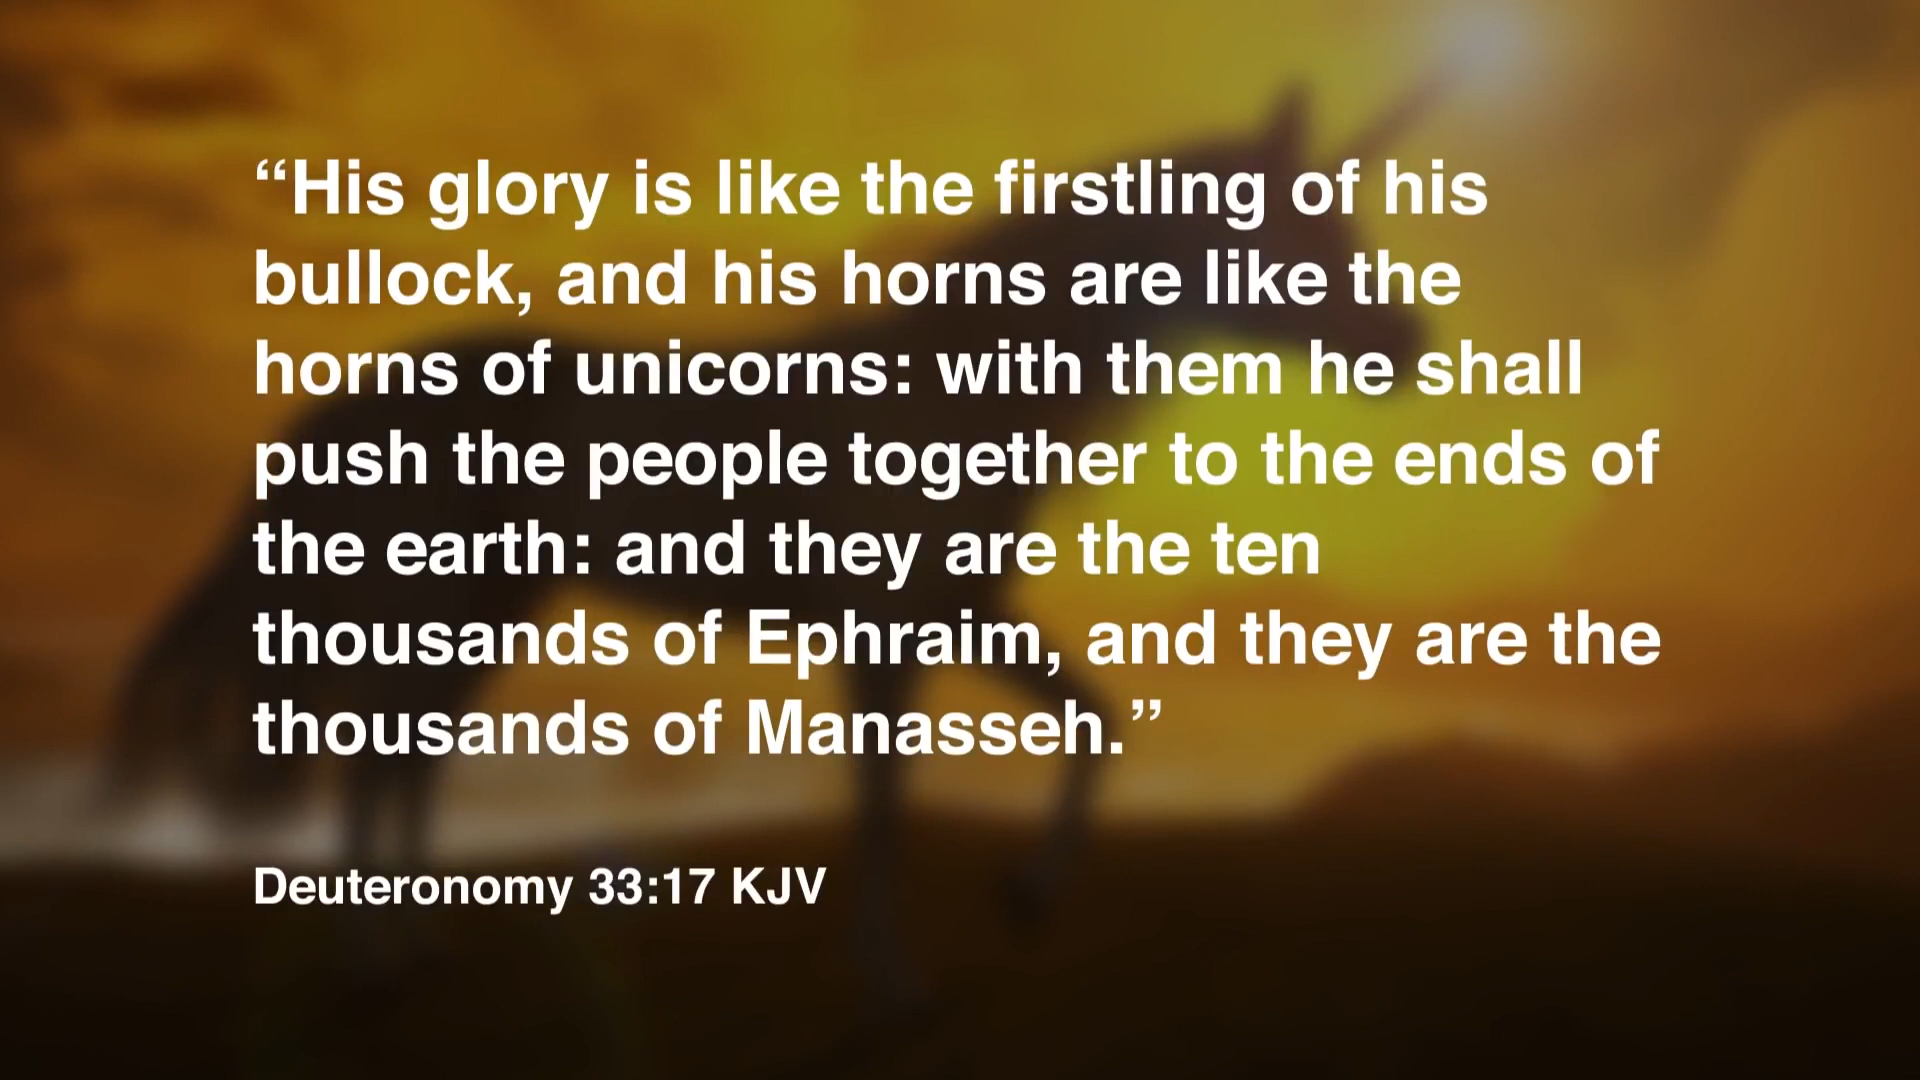 “His glory is like the firstling of his
bullock, and his horns are like the
horns of unicorns: with them he shall
push the people together to the ends of
the earth: and they are the ten
thousands of Ephraim, and they are the
thousands of Manasseh.”
Deuteronomy 33:17 KJV